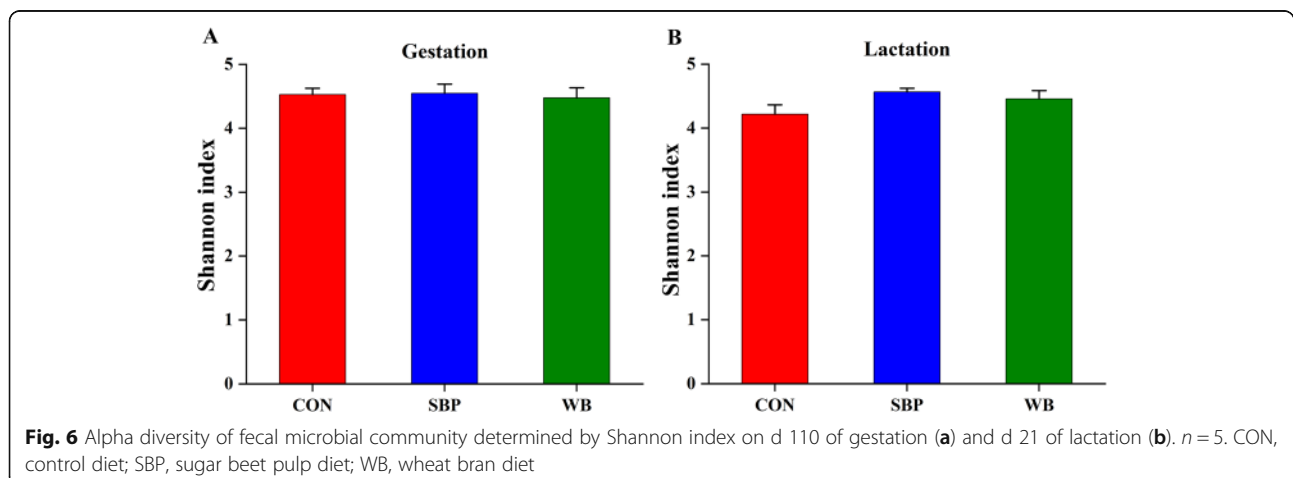 A
Gestation
Shannon index
5
4
3
2
1
0
CON SBP WB
B
Lactation
Shannon index
5
4
3
2
1
0
CON SBP WB
Fig. 6 Alpha diversity of fecal microbial community determined by Shannon index on d 110 of gestation (a) and d 21 of lactation (b). n = 5. CON,
control diet; SBP, sugar beet pulp diet; WB, wheat bran diet